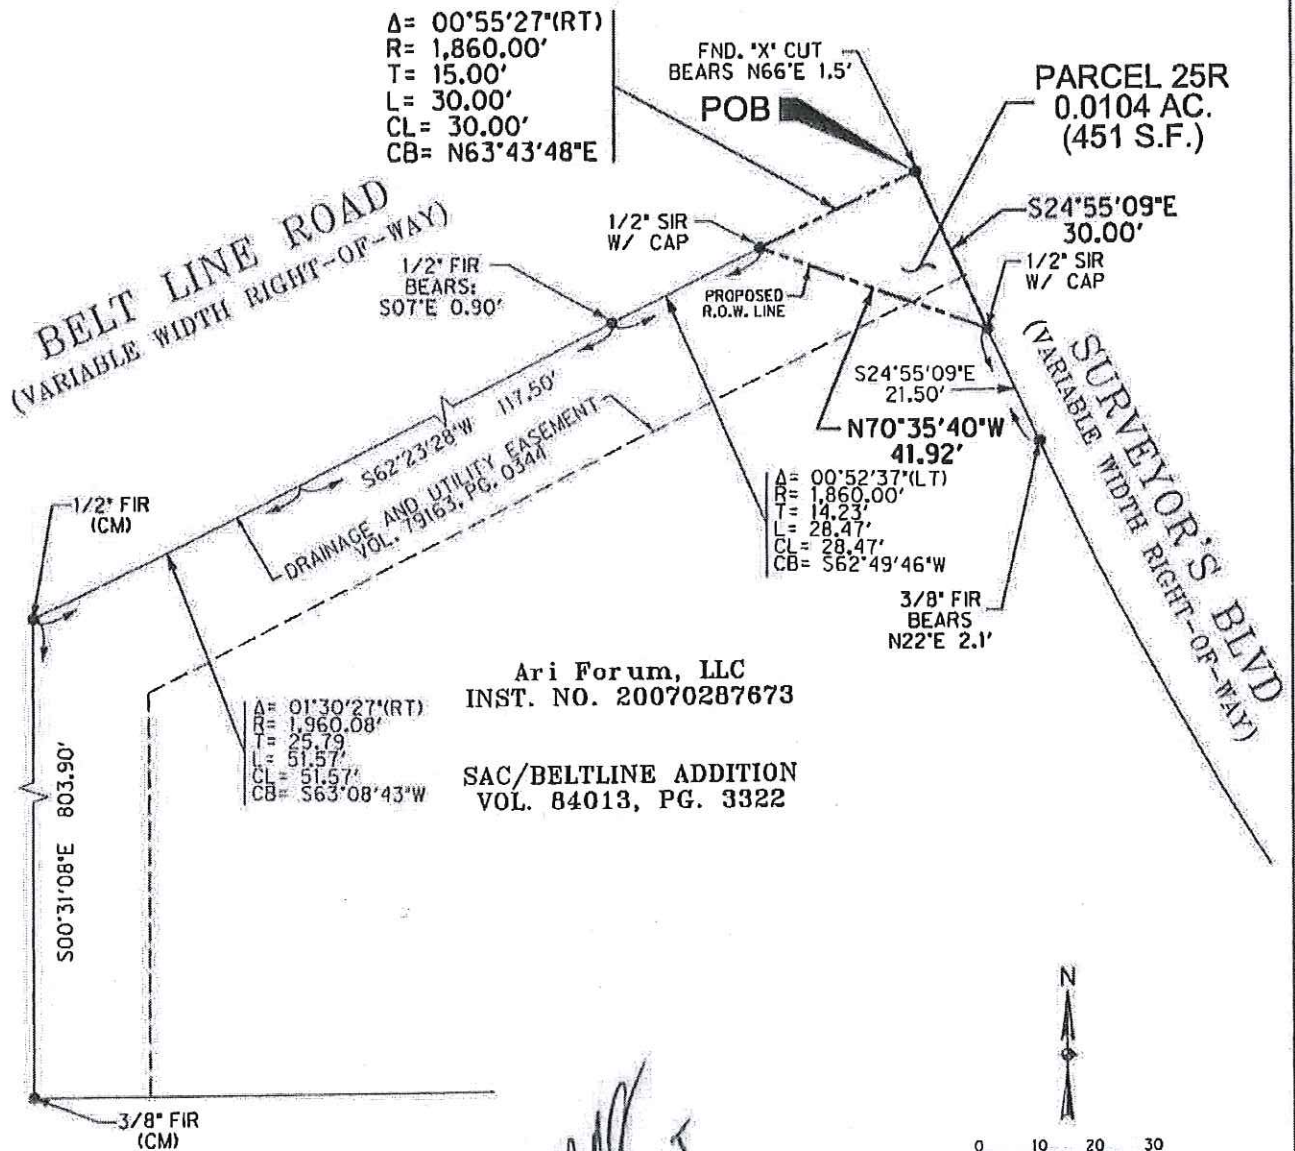 Δ= 00°55'27"(RT)
R= 1,860.00'
T= 15.00'
L= 30.00'
CL= 30.00'
CB= N63°43'48"E
FND. "X" CUT
BEARS N66°E 1.5'
POB
PARCEL 25R
0.0104 AC.
(451 S.F.)
BELT LINE ROAD
(VARIABLE WIDTH RIGHT-OF-WAY)
1/2" SIR
W/ CAP
S24°55'09"E
30.00'
1/2" FIR
BEARS:
S07°E 0.90'
1/2" SIR
W/ CAP
PROPOSED
R.O.W. LINE
SURVEYOR'S BLVD
(VARIABLE WIDTH RIGHT-OF-WAY)
S24°55'09"E
21.50'
S62°23'28"W 117.50'
N70°35'40"W
41.92'
DRAINAGE AND UTILITY EASEMENT
VOL. 79163, PG. 0344
Δ= 00°52'37"(LT)
R= 1,860.00'
T= 14.23'
L= 28.47'
CL= 28.47'
CB= S62°49'46"W
1/2" FIR
(CM)
3/8" FIR
BEARS
N22°E 2.1'
Ari Forum, LLC
INST. NO. 20070287673
Δ= 01°30'27"(RT)
R= 1,960.08'
T= 25.79
L= 51.57'
CL= 51.57'
CB= S63°08'43"W
SAC/BELTLINE ADDITION
VOL. 84013, PG. 3322
S00°31'08"E 803.90'
N
3/8" FIR
(CM)
0 10 20 30